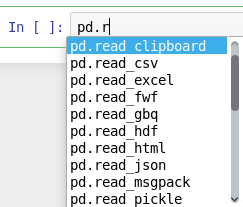 In [ ]: pd.r
pd.read_clipboard
pd.read_csv
pd.read_excel
pd.read_fwf
pd.read_gbq
pd.read_hdf
pd.read_html
pd.read_json
pd.read_msgpack
pd.read_pickle